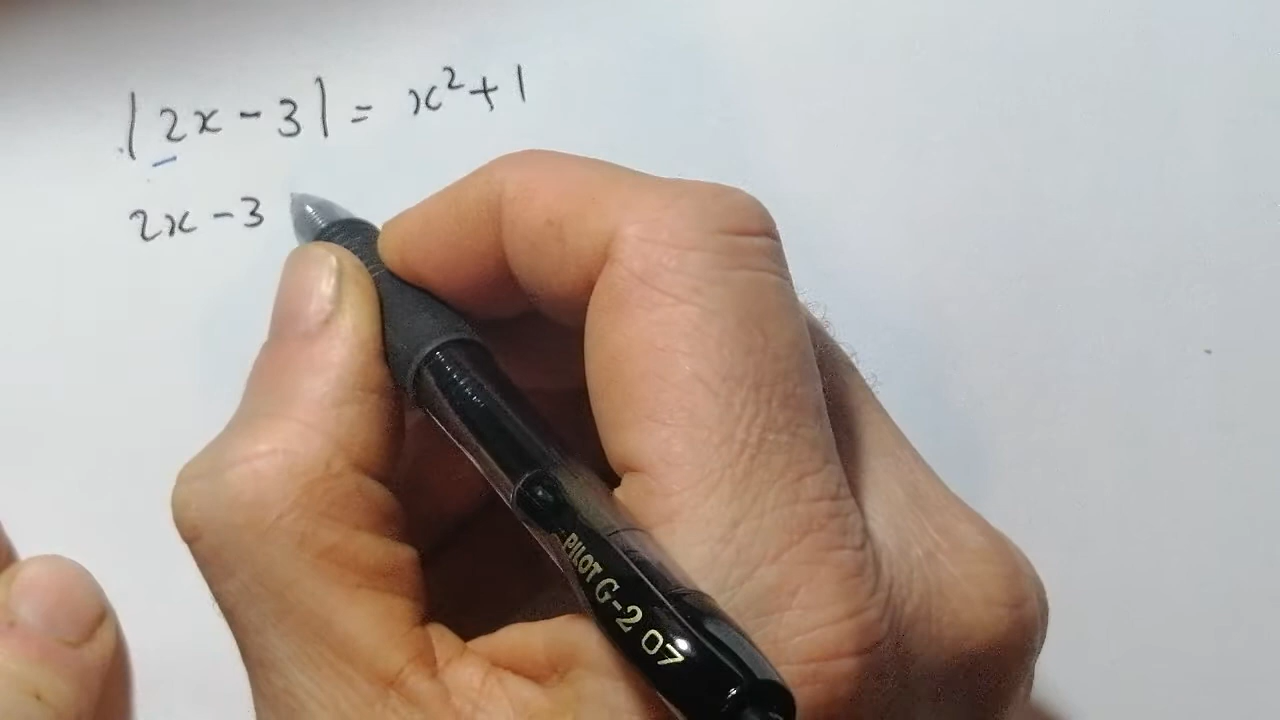 |2x - 3| = x² + 1
2x - 3
PILOT G-2 07